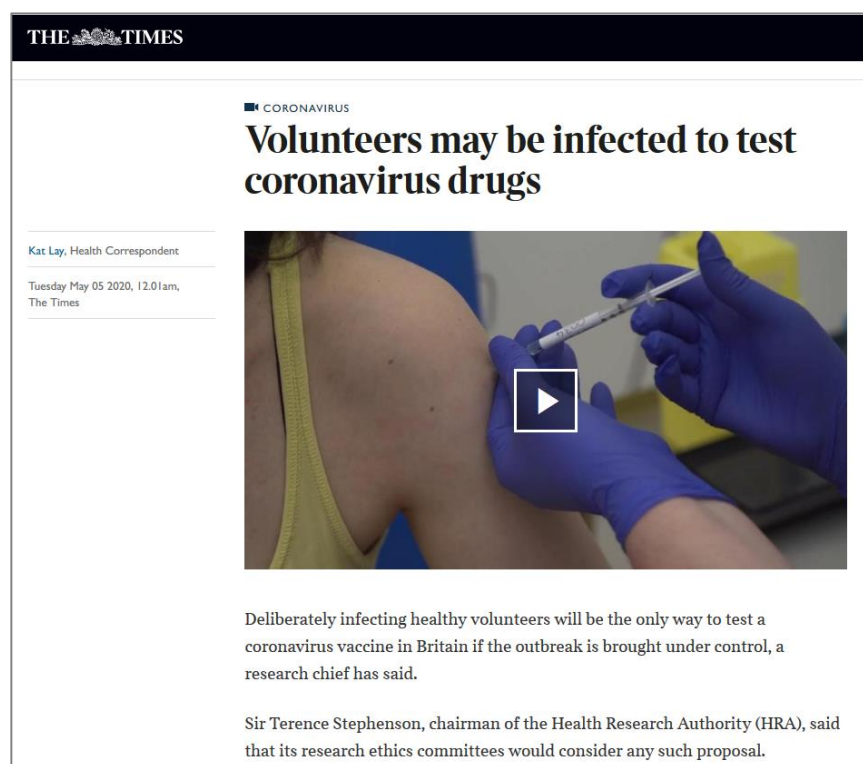 THE TIMES
CORONAVIRUS
Volunteers may be infected to test
coronavirus drugs
Kat Lay, Health Correspondent
Tuesday May 05 2020, 12.01am,
The Times
Deliberately infecting healthy volunteers will be the only way to test a
coronavirus vaccine in Britain if the outbreak is brought under control, a
research chief has said.
Sir Terence Stephenson, chairman of the Health Research Authority (HRA), said
that its research ethics committees would consider any such proposal.